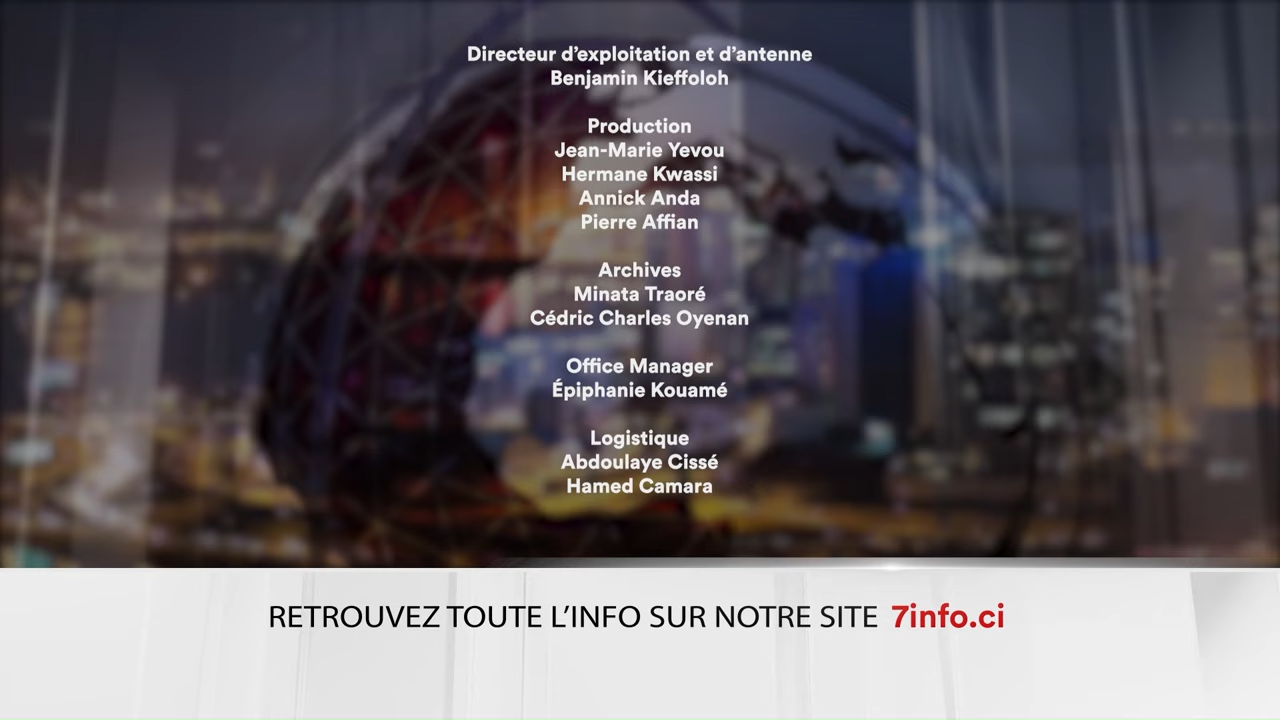 Directeur d’exploitation et d’antenne
Benjamin Kieffoloh
Production
Jean-Marie Yevou
Hermane Kwassi
Annick Anda
Pierre Affian
Archives
Minata Traoré
Cédric Charles Oyenan
Office Manager
Épiphanie Kouamé
Logistique
Abdoulaye Cissé
Hamed Camara
RETROUVEZ TOUTE L’INFO SUR NOTRE SITE 7info.ci